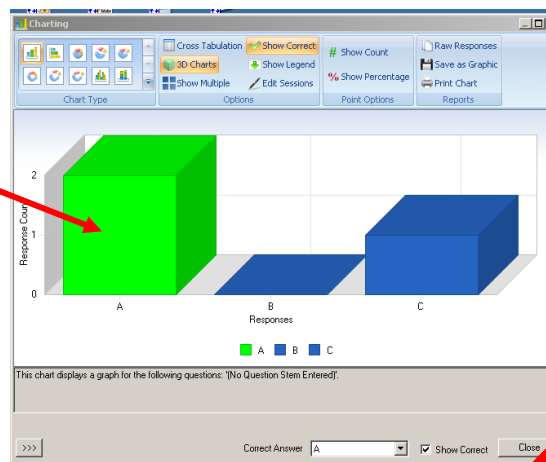 Charting
Cross Tabulation Show Correct
3D Charts Show Legend
Show Multiple Edit Sessions
# Show Count
% Show Percentage
Raw Responses
Save as Graphic
Print Chart
Chart Type Options Point Options Reports
2
1
0
Response Count
A B C
Responses
A B C
This chart displays a graph for the following questions: '(No Question Stem Entered)'.
>>> Correct Answer A Show Correct Close